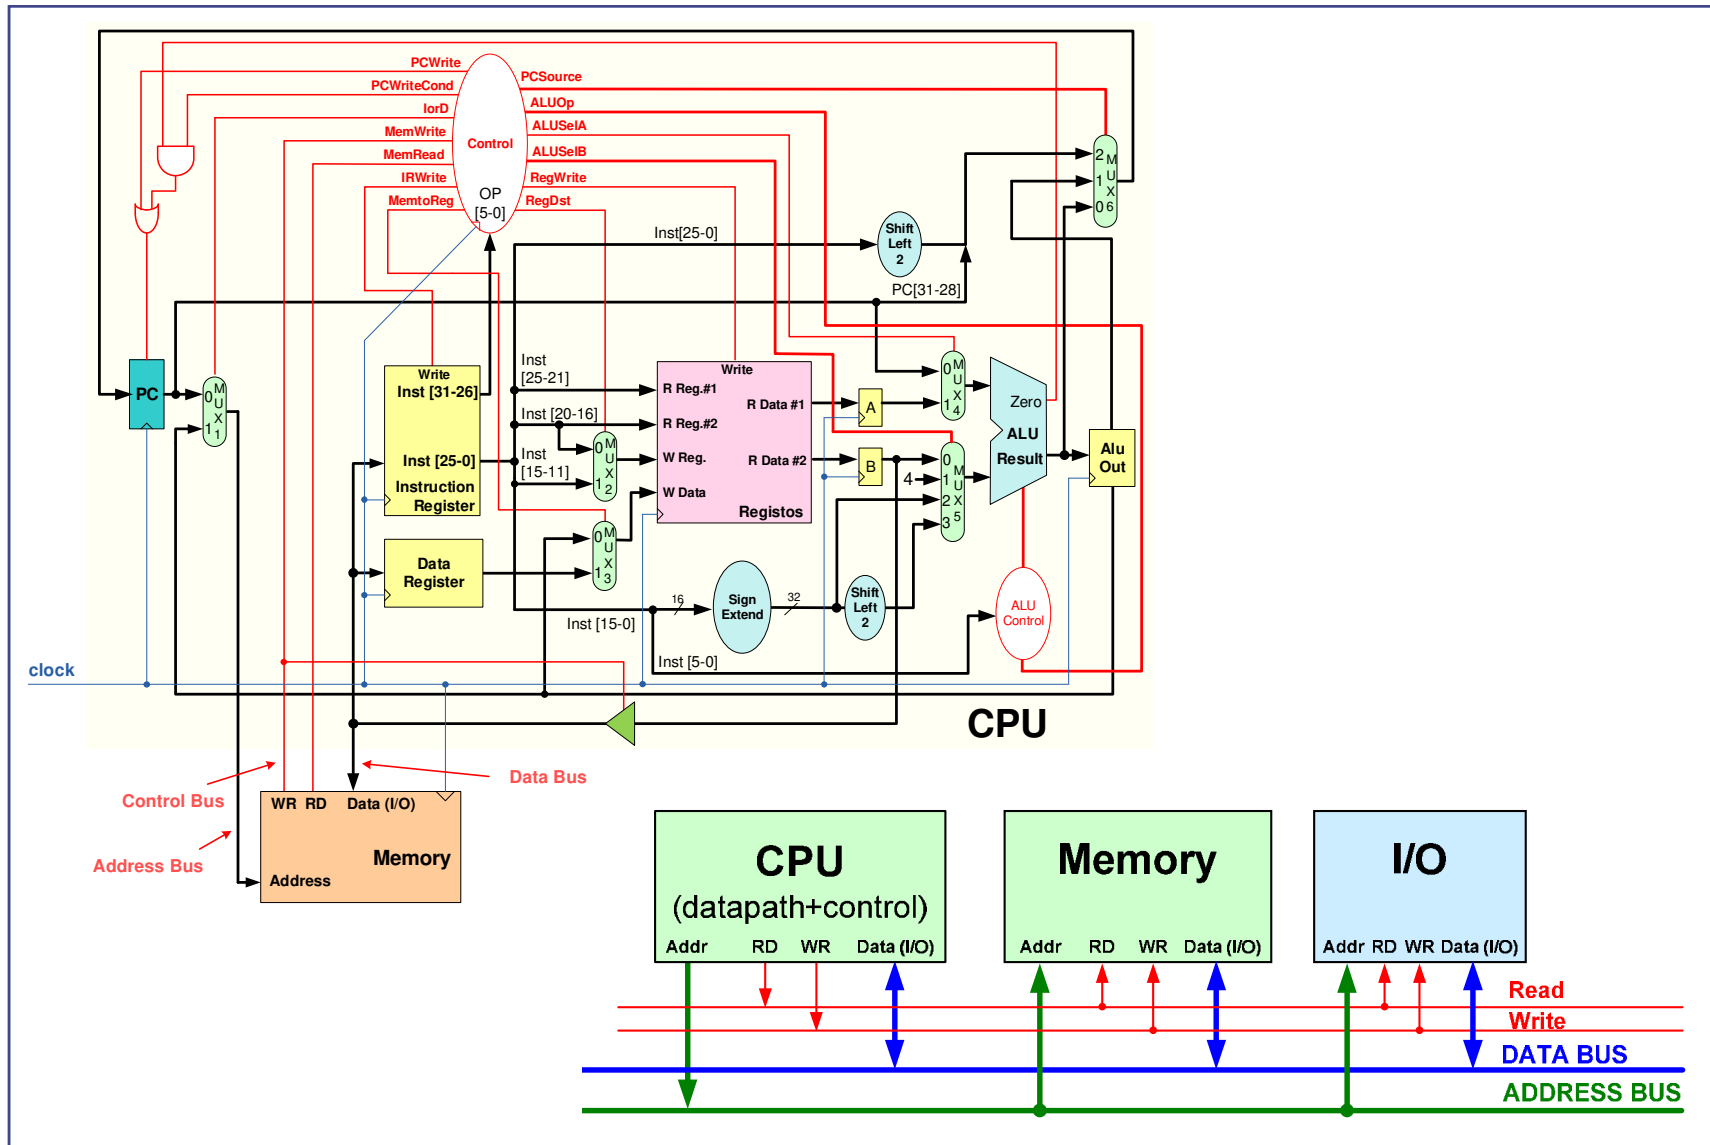 PCWrite
PCWriteCond
IorD
MemWrite
MemRead
IRWrite
MemtoReg
Control
OP
[5-0]
PCSource
ALUOp
ALUSelA
ALUSelB
RegWrite
RegDst
Inst[25-0]
Shift
Left
2
PC[31-28]
2
1
0
M
U
X
6
PC
0
1
M
U
X
1
Write
Inst [31-26]
Inst [25-0]
Instruction
Register
Data
Register
Inst
[25-21]
Inst [20-16]
Inst
[15-11]
0
1
M
U
X
2
0
1
M
U
X
3
Write
R Reg.#1
R Reg.#2
W Reg.
W Data
R Data #1
R Data #2
Registos
A
B
4
0
1
M
U
X
4
0
1
2
3
M
U
X
5
Zero
ALU
Result
Alu
Out
16
Sign
Extend
32
Shift
Left
2
Inst [15-0]
Inst [5-0]
ALU
Control
clock
CPU
Control Bus
Data Bus
Address Bus
WR RD Data (I/O)
Memory
Address
CPU
(datapath+control)
Addr RD WR Data (I/O)
Memory
Addr RD WR Data (I/O)
I/O
Addr RD WR Data (I/O)
Read
Write
DATA BUS
ADDRESS BUS